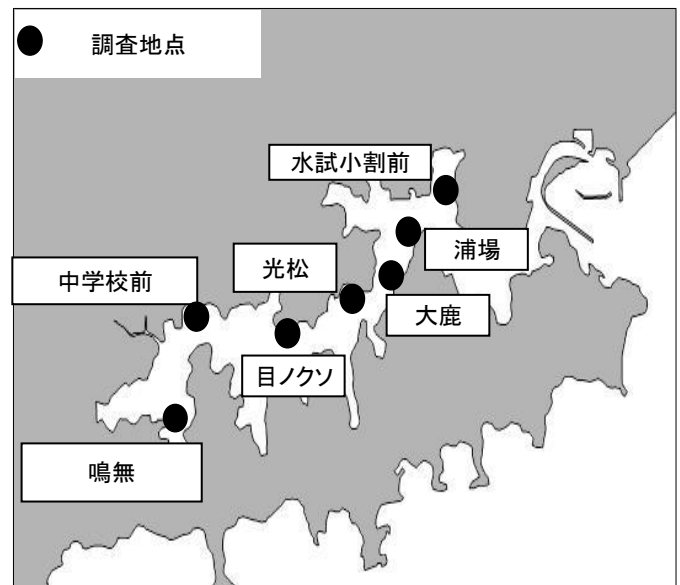 調査地点
水試小割前
浦場
光松
中学校前
大鹿
目ノクソ
鳴無